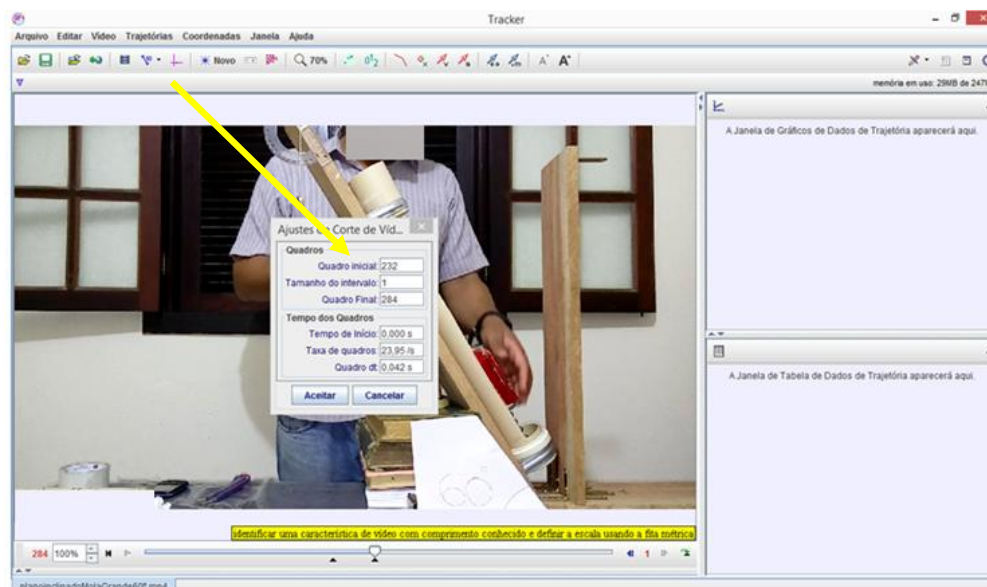 Tracker
Arquivo Editar Vídeo Trajetórias Coordenadas Janela Ajuda
Novo 70%
memória em uso: 29MB de 247
A Janela de Gráficos de Dados de Trajetória aparecerá aqui.
Ajustes de Corte de Víd...
Quadros
Quadro inicial: 232
Tamanho do intervalo: 1
Quadro Final: 284
Tempo dos Quadros
Tempo de Início: 0.000 s
Taxa de quadros: 23,95 /s
Quadro dt: 0.042 s
Aceitar Cancelar
A Janela de Tabela de Dados de Trajetória aparecerá aqui.
60°
identificar uma característica de vídeo com comprimento conhecido e definir a escala usando a fita métrica
284 100% 1